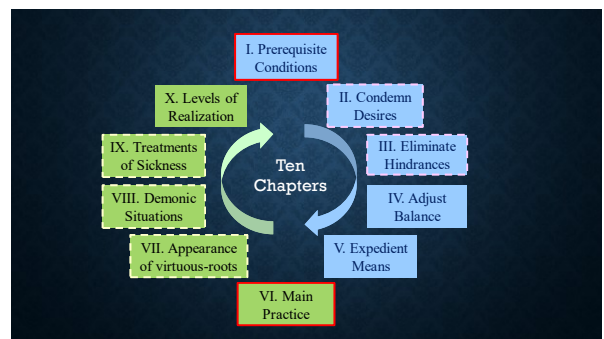 I. Prerequisite
Conditions
II. Condemn
Desires
III. Eliminate
Hindrances
IV. Adjust
Balance
V. Expedient
Means
VI. Main
Practice
VII. Appearance
of virtuous-roots
VIII. Demonic
Situations
IX. Treatments
of Sickness
X. Levels of
Realization
Ten
Chapters